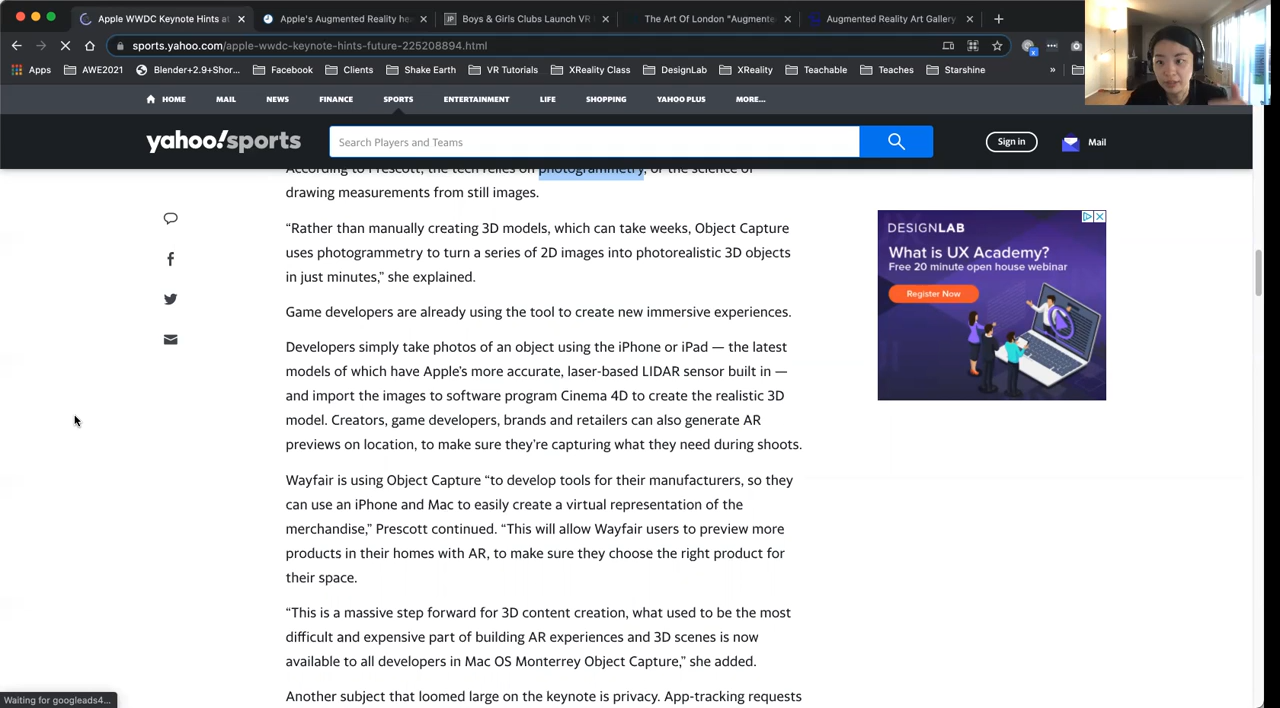 Apple WWDC Keynote Hints at
Apple's Augmented Reality he
Boys & Girls Clubs Launch VR
The Art Of London "Augmente
Augmented Reality Art Gallery
sports.yahoo.com/apple-wwdc-keynote-hints-future-225208894.html
Apps AWE2021 Blender+2.9+Shor... Facebook Clients Shake Earth VR Tutorials XReality Class DesignLab XReality Teachable Teaches Starshine »
HOME MAIL NEWS FINANCE SPORTS ENTERTAINMENT LIFE SHOPPING YAHOO PLUS MORE...
yahoo!sports Search Players and Teams Sign in Mail
According to Prescott, the tech relies on photogrammetry, or the science of
drawing measurements from still images.
“Rather than manually creating 3D models, which can take weeks, Object Capture
uses photogrammetry to turn a series of 2D images into photorealistic 3D objects
in just minutes,” she explained.
Game developers are already using the tool to create new immersive experiences.
Developers simply take photos of an object using the iPhone or iPad — the latest
models of which have Apple’s more accurate, laser-based LIDAR sensor built in —
and import the images to software program Cinema 4D to create the realistic 3D
model. Creators, game developers, brands and retailers can also generate AR
previews on location, to make sure they’re capturing what they need during shoots.
Wayfair is using Object Capture “to develop tools for their manufacturers, so they
can use an iPhone and Mac to easily create a virtual representation of the
merchandise,” Prescott continued. “This will allow Wayfair users to preview more
products in their homes with AR, to make sure they choose the right product for
their space.
“This is a massive step forward for 3D content creation, what used to be the most
difficult and expensive part of building AR experiences and 3D scenes is now
available to all developers in Mac OS Monterrey Object Capture,” she added.
Another subject that loomed large on the keynote is privacy. App-tracking requests
DESIGNLAB
What is UX Academy?
Free 20 minute open house webinar
Register Now
Waiting for googleads4...